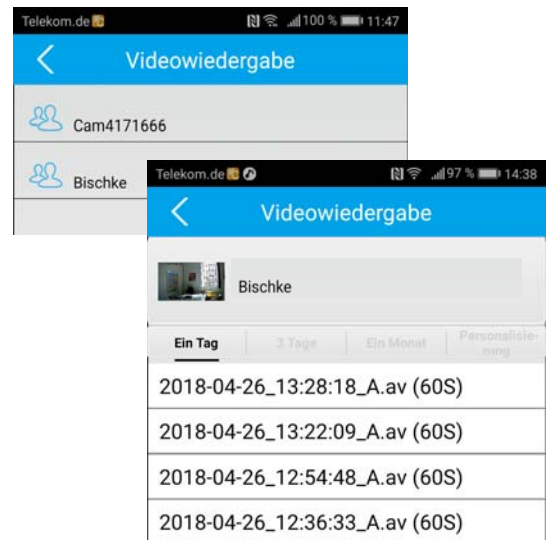 Telekom.de 100 % 11:47
Videowiedergabe
Cam4171666
Bischke
Telekom.de 97 % 14:38
Videowiedergabe
Bischke
Ein Tag 3 Tage Ein Monat Personalisie-
rung
2018-04-26_13:28:18_A.av (60S)
2018-04-26_13:22:09_A.av (60S)
2018-04-26_12:54:48_A.av (60S)
2018-04-26_12:36:33_A.av (60S)